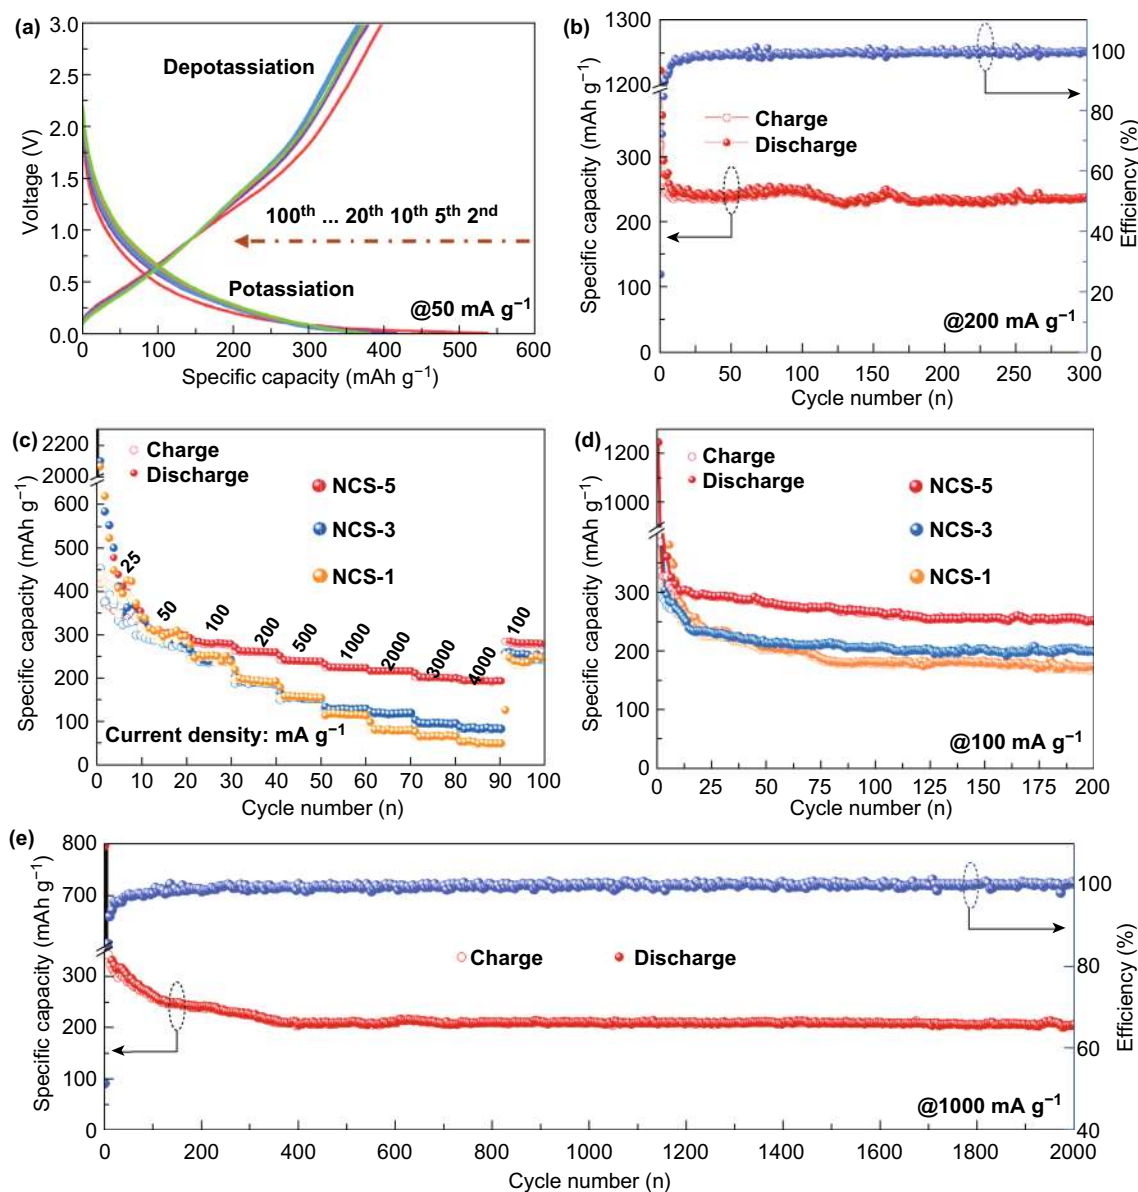 (a)
3.0
2.5
2.0
1.5
1.0
0.5
0.0
Voltage (V)
Depotassiation
100th ... 20th 10th 5th 2nd
Potassiation
@50 mA g−1
0 100 200 300 400 500 600
Specific capacity (mAh g−1)
(b)
1300
1200
300
200
100
0
Specific capacity (mAh g−1)
Charge
Discharge
@200 mA g−1
100
80
60
40
20
0
Efficiency (%)
0 50 100 150 200 250 300
Cycle number (n)
(c)
2200
2000
600
500
400
300
200
100
0
Specific capacity (mAh g−1)
Charge
Discharge
NCS-5
NCS-3
NCS-1
25 50 100 200 500 1000 2000 3000 4000 100
Current density: mA g−1
0 10 20 30 40 50 60 70 80 90 100
Cycle number (n)
(d)
1200
1000
300
200
100
0
Specific capacity (mAh g−1)
Charge
Discharge
NCS-5
NCS-3
NCS-1
@100 mA g−1
0 25 50 75 100 125 150 175 200
Cycle number (n)
(e)
800
700
300
200
100
0
Specific capacity (mAh g−1)
Charge Discharge
@1000 mA g−1
100
80
60
40
Efficiency (%)
0 200 400 600 800 1000 1200 1400 1600 1800 2000
Cycle number (n)